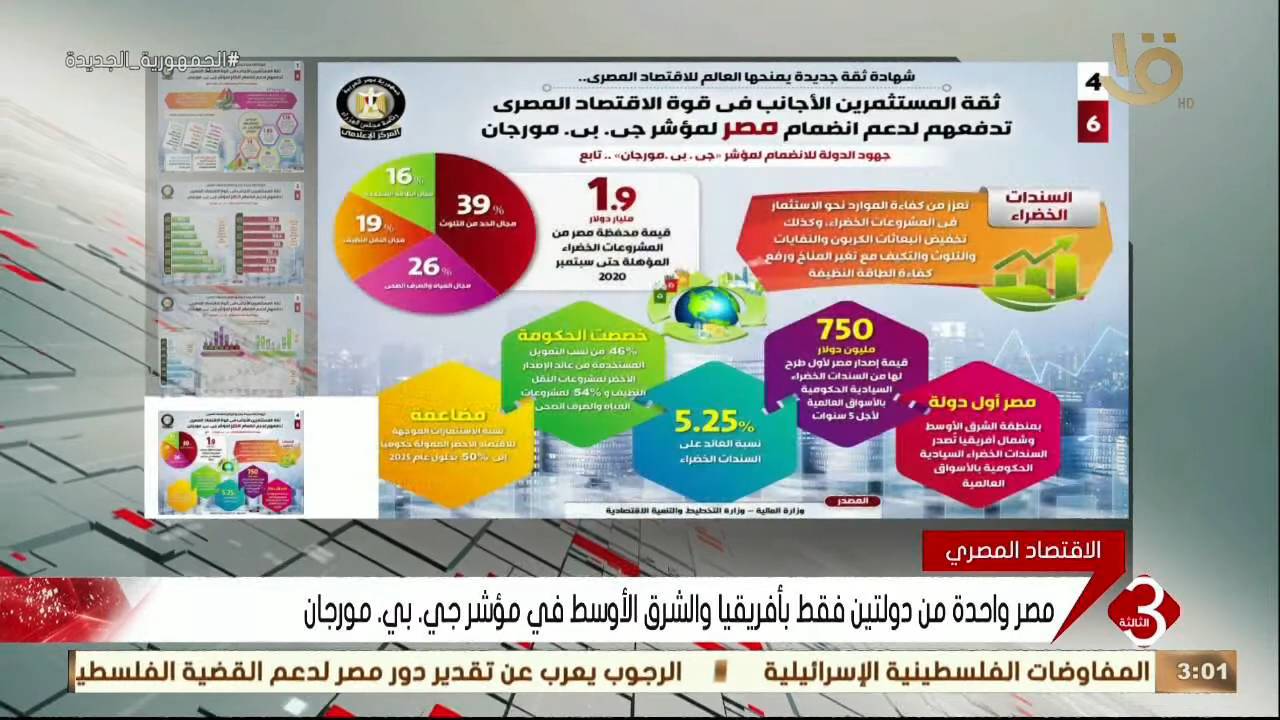 #الجمهورية_الجديدة
HD
4
6
شهادة ثقة جديدة يمنحها العالم للاقتصاد المصرى..
ثقة المستثمرين الأجانب فى قوة الاقتصاد المصرى
تدفعهم لدعم انضمام مصر لمؤشر جى. بى. مورجان
جهود الدولة للانضمام لمؤشر «جى .بى .مورجان» .. تابع
السندات
الخضراء
تعزز من كفاءة الموارد نحو الاستثمار
فى المشروعات الخضراء، وكذلك
تخفيض انبعاثات الكربون والنفايات
والتلوث والتكيف مع تغير المناخ ورفع
كفاءة الطاقة النظيفة
1.9
مليار دولار
قيمة محفظة مصر من
المشروعات الخضراء
المؤهلة حتى سبتمبر
2020
39%
مجال الحد من التلوث
16%
19%
مجال النقل النظيف
26%
مجال المياه والصرف الصحى
مصر أول دولة
بمنطقة الشرق الأوسط
وشمال أفريقيا تُصدر
السندات الخضراء السيادية
الحكومية بالأسواق
العالمية
750
مليون دولار
قيمة إصدار مصر لأول طرح
لها من السندات الخضراء
السيادية الحكومية
بالأسواق العالمية
لأجل 5 سنوات
5.25%
نسبة العائد على
السندات الخضراء
خصصت الحكومة
46% من نسب التمويل
المستخدمة من عائد الإصدار
الأخضر لمشروعات النقل
النظيف و 54% لمشروعات
المياه والصرف الصحى
مضاعفة
نسبة الاستثمارات الموجهة
للاقتصاد الأخضر الممولة حكومياً
إلى 50% بحلول عام 2025
المصدر
وزارة المالية – وزارة التخطيط والتنمية الاقتصادية
الاقتصاد المصري
مصر واحدة من دولتين فقط بأفريقيا والشرق الأوسط في مؤشر جي. بي. مورجان
3
الثالثة
3:01
المفاوضات الفلسطينية الإسرائيلية
الرجوب يعرب عن تقدير دور مصر لدعم القضية الفلسطي